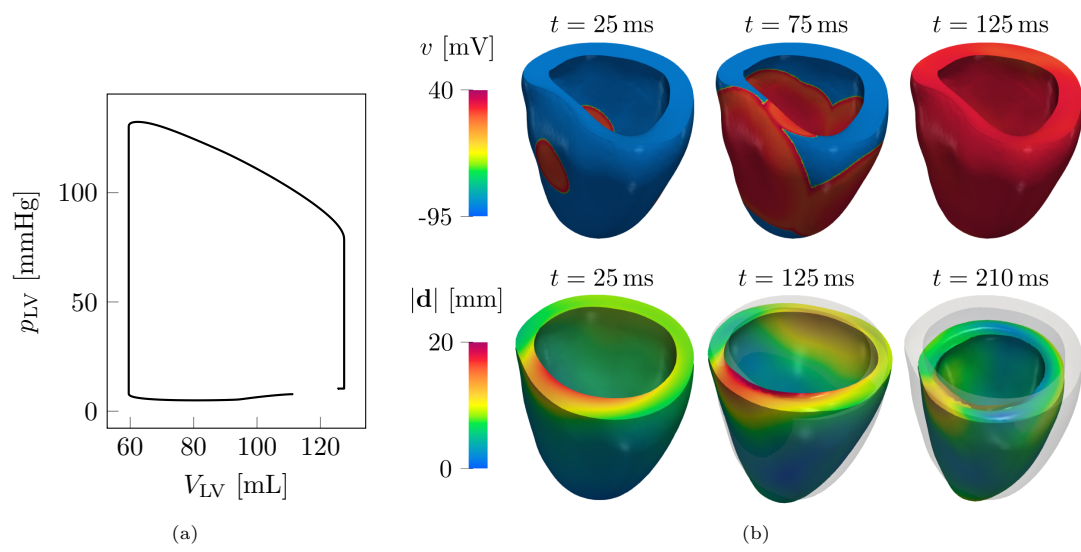 60 80 100 120
0
50
100
V_LV [mL]
p_LV [mmHg]
(a)
t = 25 ms t = 75 ms t = 125 ms
v [mV]
40
-95
t = 25 ms t = 125 ms t = 210 ms
|d| [mm]
20
0
(b)